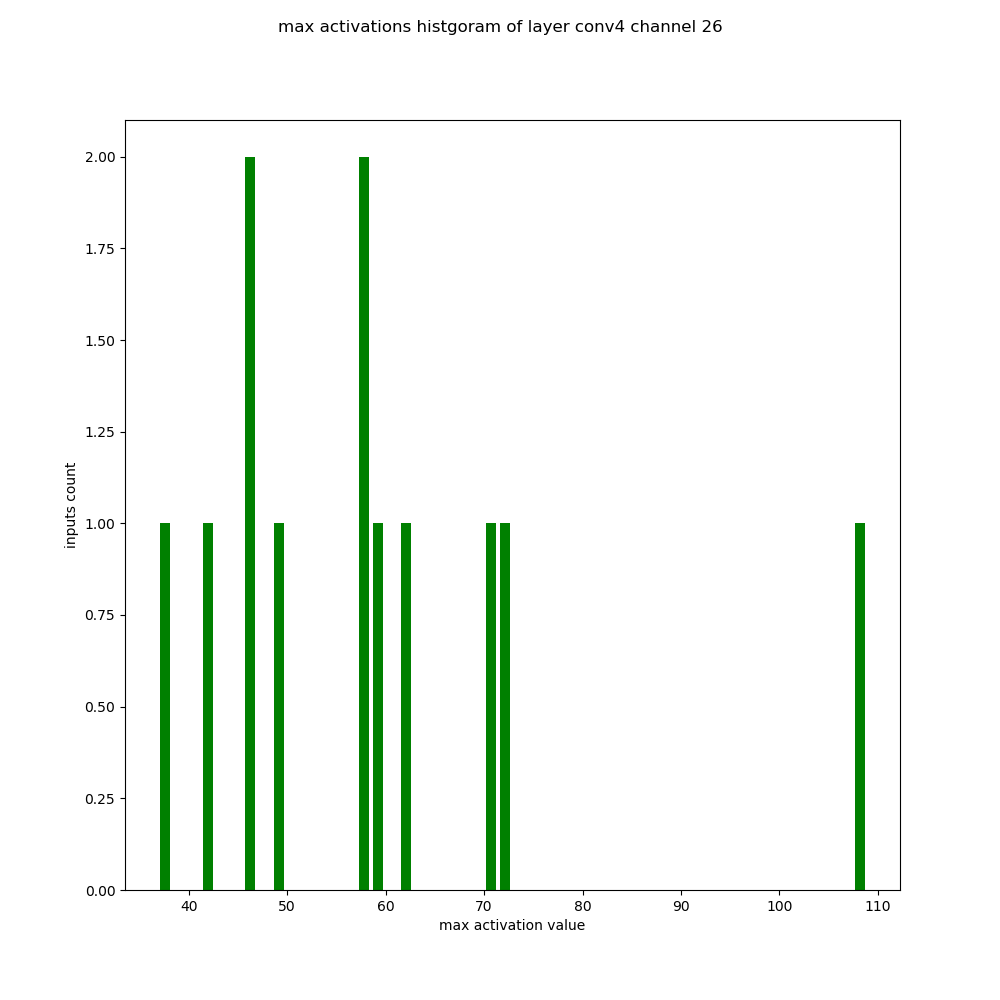 max activations histgoram of layer conv4 channel 26
2.00
1.75
1.50
1.25
1.00
0.75
0.50
0.25
0.00
inputs count
40 50 60 70 80 90 100 110
max activation value